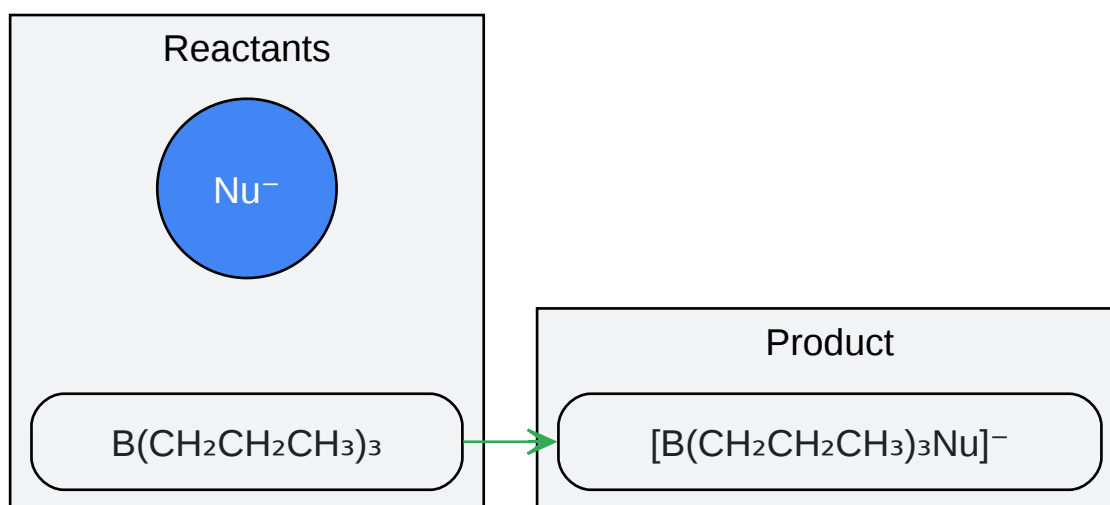 Reactants
Nu⁻
B(CH₂CH₂CH₃)₃
Product
[B(CH₂CH₂CH₃)₃Nu]⁻